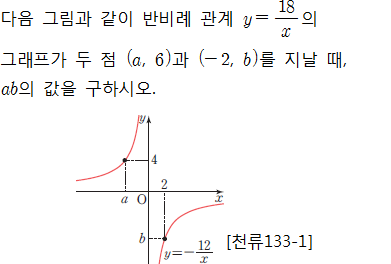 다음 그림과 같이 반비례 관계 y=18/x의
그래프가 두 점 (a, 6)과 (-2, b)를 지날 때,
ab의 값을 구하시오.
y
4
2
a O x
b
y=-12/x
[천류133-1]